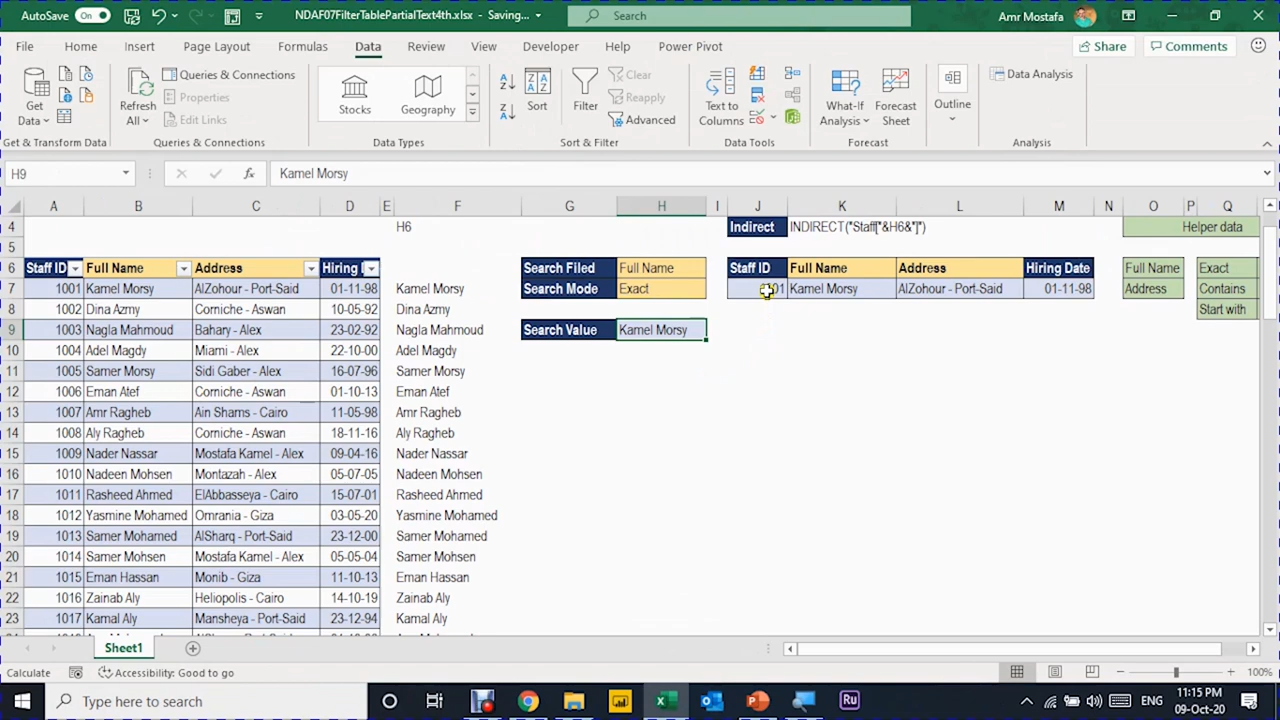 AutoSave On NDAF07FilterTablePartialText4th.xlsx - Saving... Search Amr Mostafa
File Home Insert Page Layout Formulas Data Review View Developer Help Power Pivot Share Comments
Get Data Refresh All Queries & Connections Properties Edit Links Stocks Geography Sort Filter Clear Reapply Advanced Text to Columns What-If Analysis Forecast Sheet Outline Data Analysis
Get & Transform Data Queries & Connections Data Types Sort & Filter Data Tools Forecast Analysis
H9 fx Kamel Morsy
A B C D E F G H I J K L M N O P Q
4 H6 Indirect INDIRECT("Staff["&H6&"]") Helper data
5
6 Staff ID Full Name Address Hiring Search Filed Full Name Staff ID Full Name Address Hiring Date Full Name Exact
7 1001 Kamel Morsy AlZohour - Port-Said 01-11-98 Kamel Morsy Search Mode Exact Kamel Morsy AlZohour - Port-Said 01-11-98 Address Contains
8 1002 Dina Azmy Corniche - Aswan 10-05-92 Dina Azmy Start with
9 1003 Nagla Mahmoud Bahary - Alex 23-02-92 Nagla Mahmoud Search Value Kamel Morsy
10 1004 Adel Magdy Miami - Alex 22-10-00 Adel Magdy
11 1005 Samer Morsy Sidi Gaber - Alex 16-07-96 Samer Morsy
12 1006 Eman Atef Corniche - Aswan 01-10-13 Eman Atef
13 1007 Amr Ragheb Ain Shams - Cairo 11-05-98 Amr Ragheb
14 1008 Aly Ragheb Corniche - Aswan 18-11-16 Aly Ragheb
15 1009 Nader Nassar Mostafa Kamel - Alex 09-04-16 Nader Nassar
16 1010 Nadeen Mohsen Montazah - Alex 05-07-05 Nadeen Mohsen
17 1011 Rasheed Ahmed ElAbbasseya - Cairo 15-07-01 Rasheed Ahmed
18 1012 Yasmine Mohamed Omrania - Giza 03-05-20 Yasmine Mohamed
19 1013 Samer Mohamed AlSharq - Port-Said 23-12-00 Samer Mohamed
20 1014 Samer Mohsen Mostafa Kamel - Alex 05-05-04 Samer Mohsen
21 1015 Eman Hassan Monib - Giza 11-10-13 Eman Hassan
22 1016 Zainab Aly Heliopolis - Cairo 14-10-19 Zainab Aly
23 1017 Kamal Aly Mansheya - Port-Said 23-12-94 Kamal Aly
Sheet1
Calculate Accessibility: Good to go 100%
Type here to search Ru ENG 11:15 PM
09-Oct-20